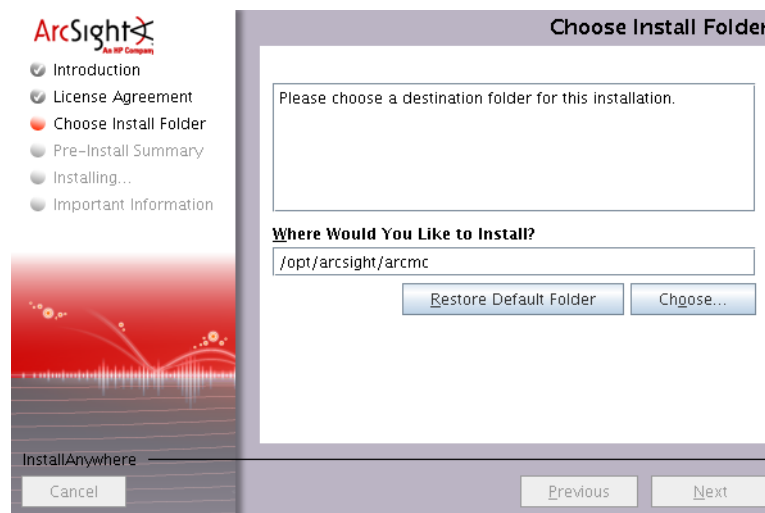 ArcSight
An HP Company
Choose Install Folder
Introduction
License Agreement
Choose Install Folder
Pre-Install Summary
Installing...
Important Information
Please choose a destination folder for this installation.
Where Would You Like to Install?
/opt/arcsight/arcmc
Restore Default Folder
Choose...
InstallAnywhere
Cancel
Previous
Next